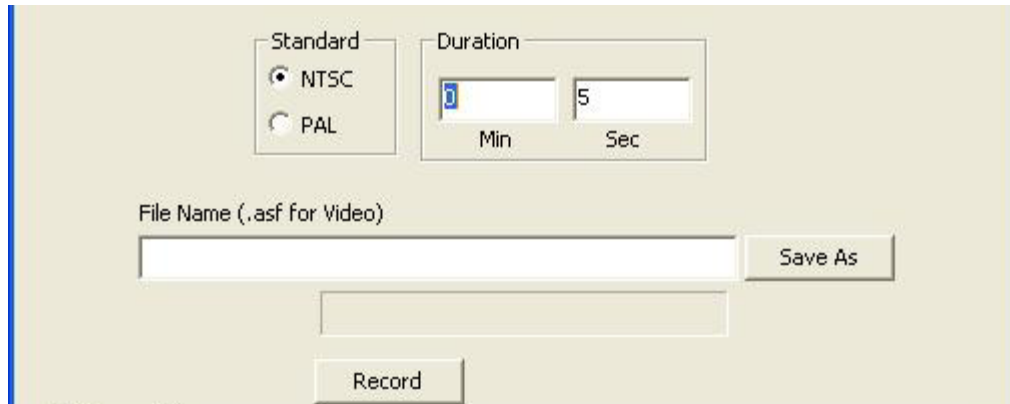 Standard
NTSC
PAL
Duration
0
5
Min
Sec
File Name (.asf for Video)
Save As
Record